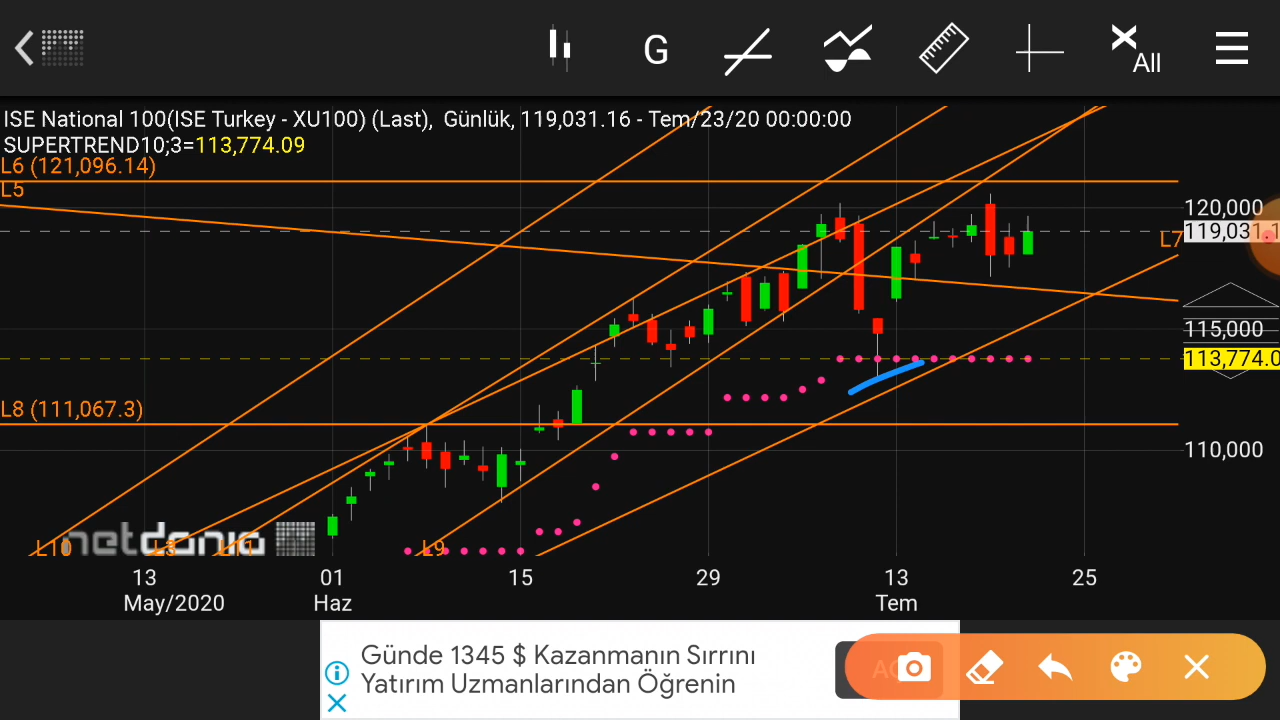 G
All
ISE National 100(ISE Turkey - XU100) (Last), Günlük, 119,031.16 - Tem/23/20 00:00:00
SUPERTREND10;3=113,774.09
L6 (121,096.14)
L5
120,000
119,031.1
L7
115,000
113,774.0
L8 (111,067.3)
110,000
netdania
L10
L11
L9
13
01
15
29
13
25
May/2020
Haz
Tem
Günde 1345 $ Kazanmanın Sırrını
Yatırım Uzmanlarından Öğrenin